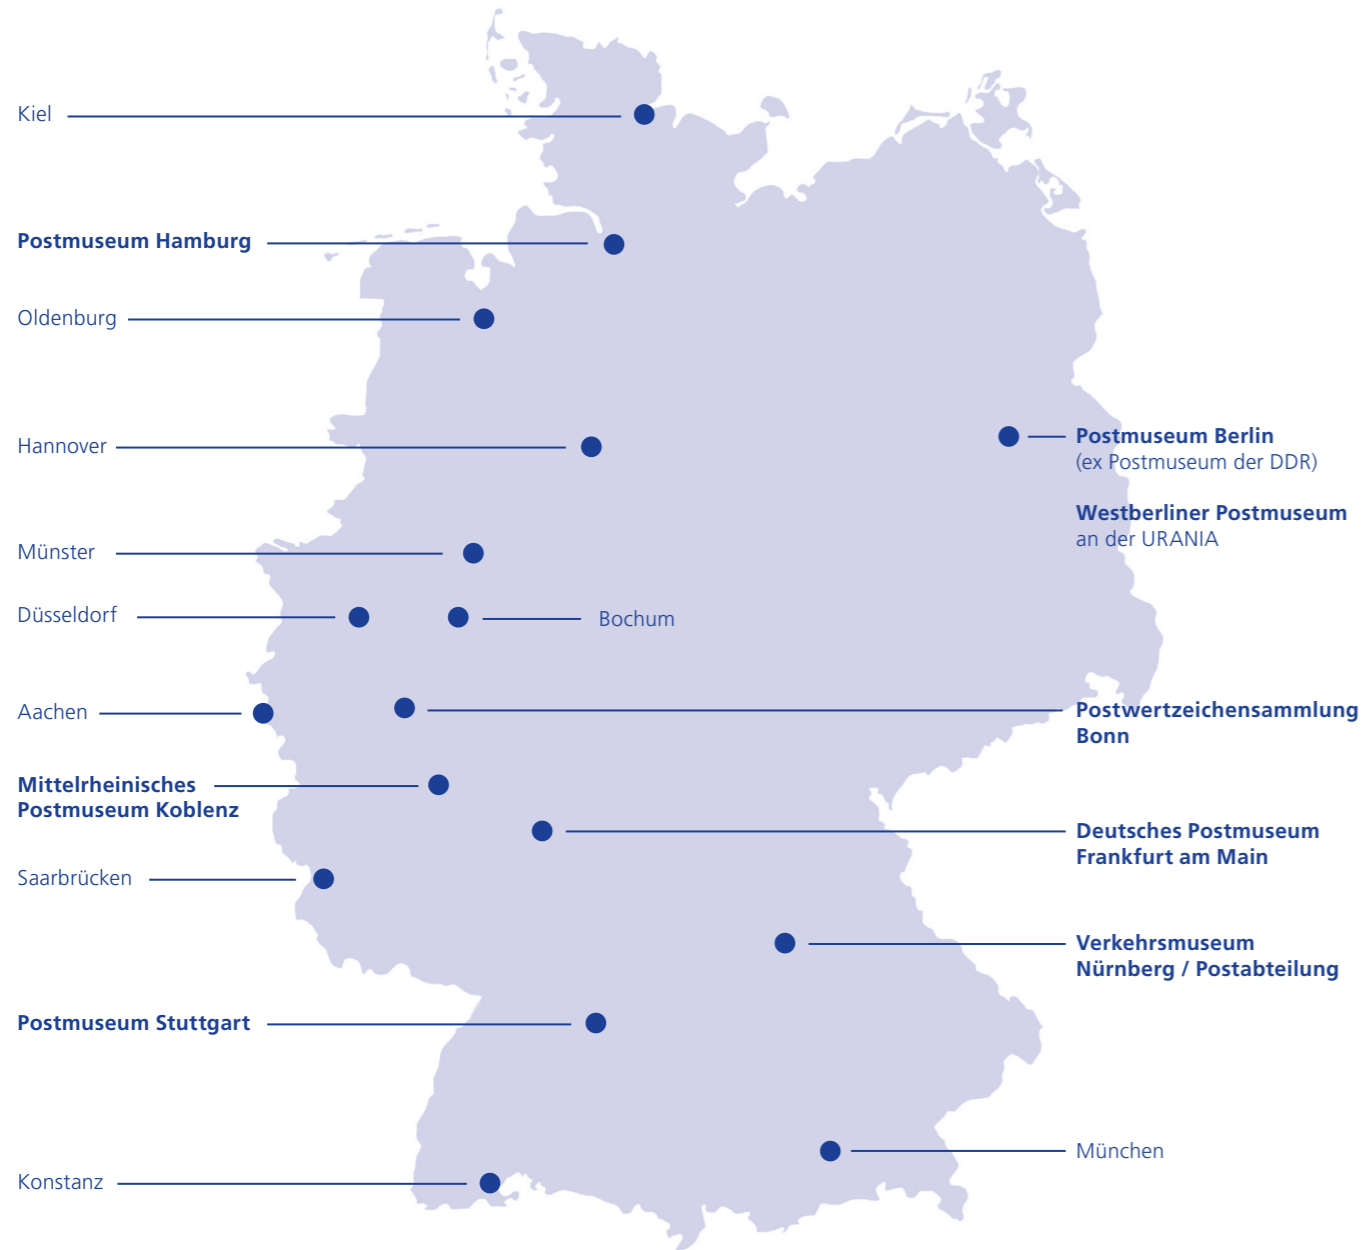 Kiel
Postmuseum Hamburg
Oldenburg
Hannover
Postmuseum Berlin
(ex Postmuseum der DDR)
Westberliner Postmuseum
an der URANIA
Münster
Düsseldorf
Bochum
Aachen
Postwertzeichensammlung
Bonn
Mittelrheinisches
Postmuseum Koblenz
Deutsches Postmuseum
Frankfurt am Main
Saarbrücken
Verkehrsmuseum
Nürnberg / Postabteilung
Postmuseum Stuttgart
München
Konstanz